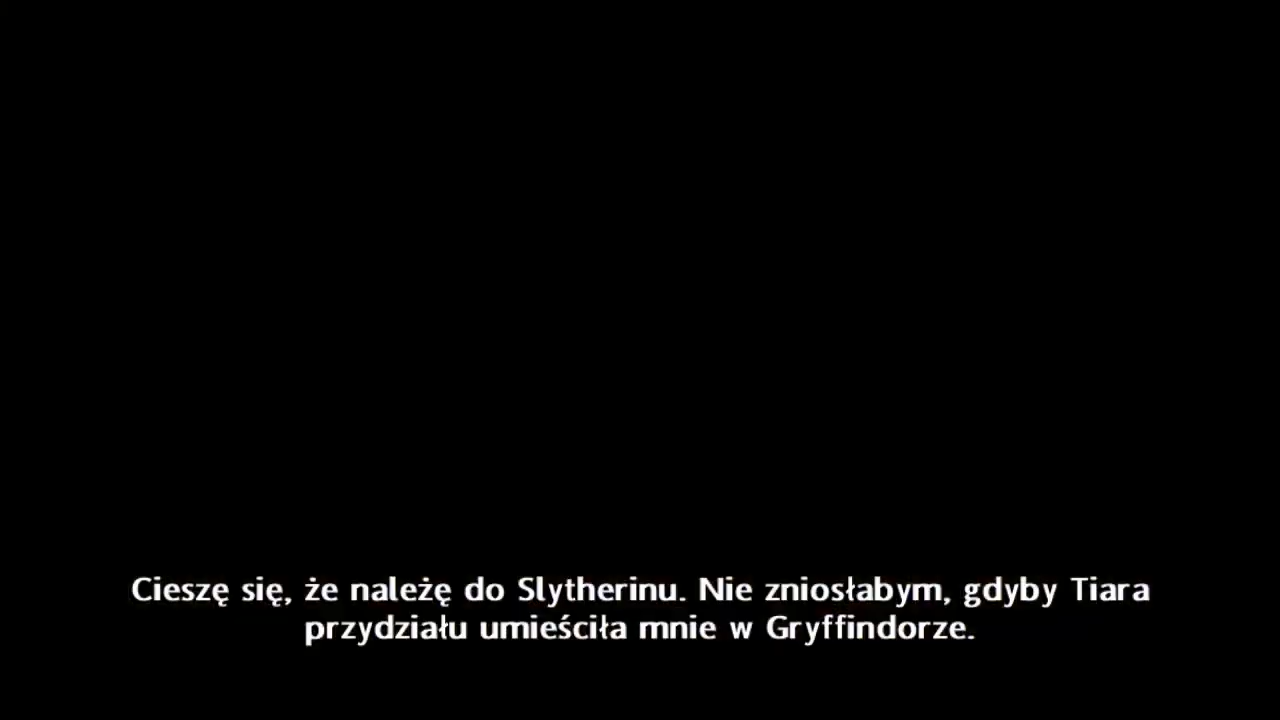 Cieszę się, że należę do Slytherinu. Nie zniosłabym, gdyby Tiara
przydziału umieściła mnie w Gryffindorze.